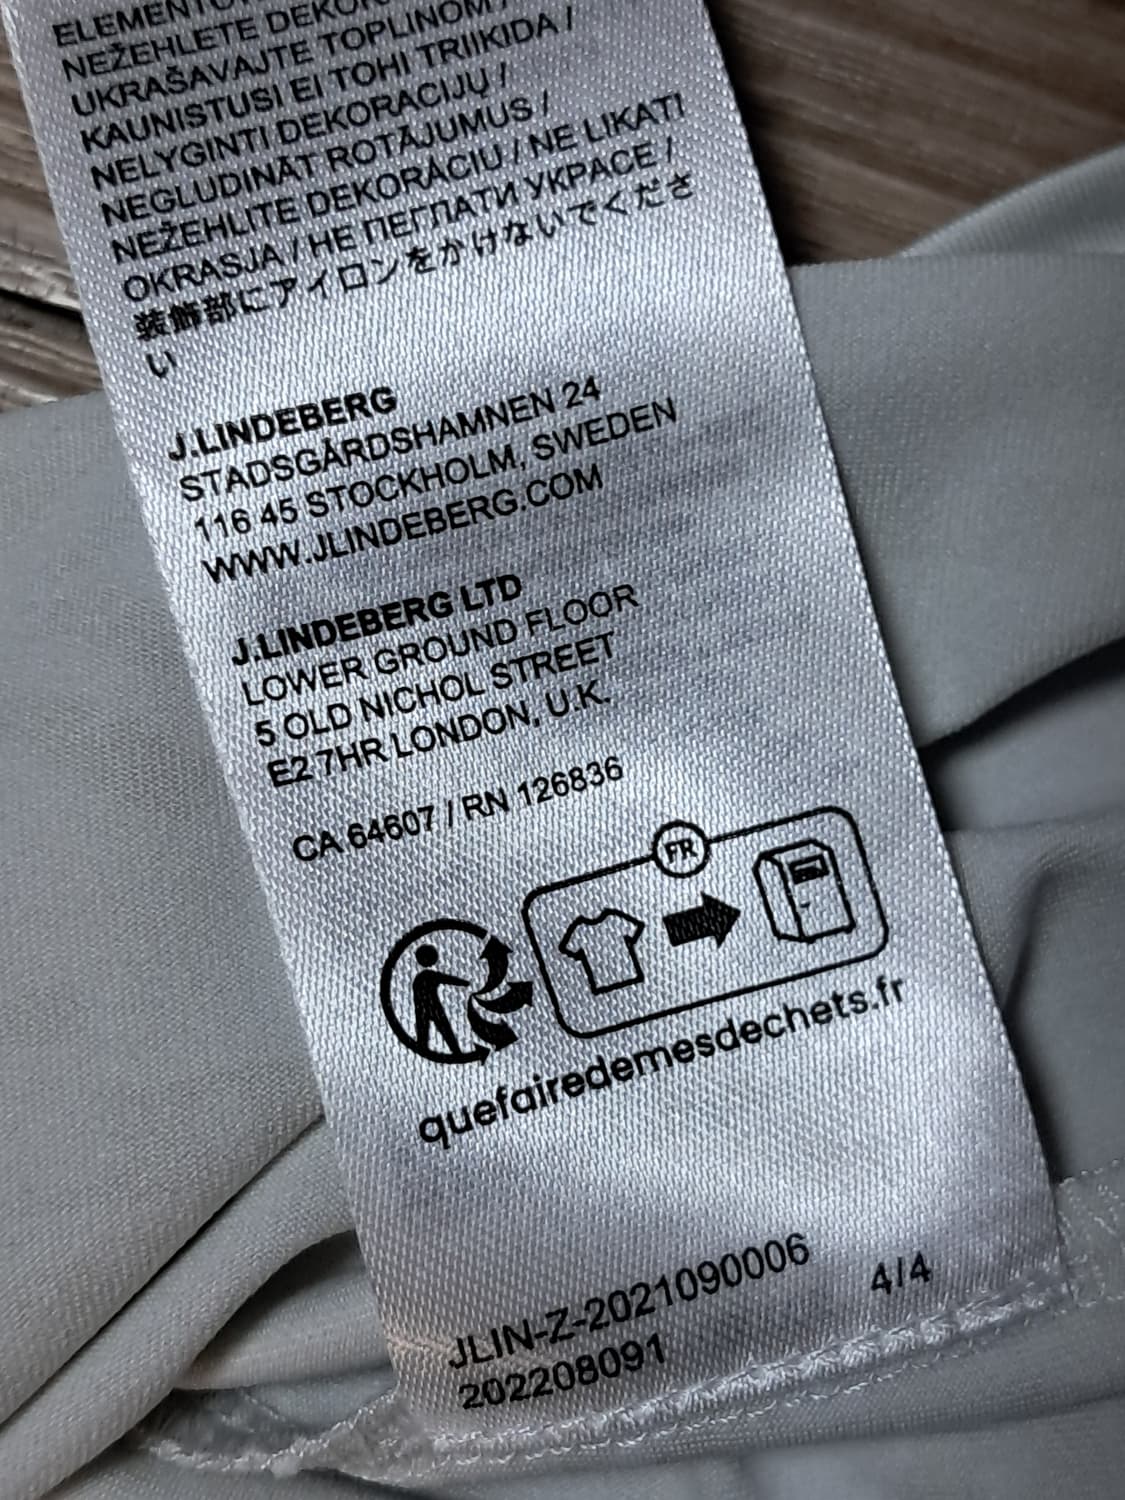 NEŽEHLETE
UKRAŠAVAJTE TOPLINOM /
KAUNISTUSI EI TOHI TRIIKIDA /
NELYGINTI DEKORACIJŲ /
NEGLUDINĀT ROTĀJUMUS /
NEŽEHLITE DEKORÁCIU / NE LIKATI
OKRASJA / НЕ ПЕГЛАТИ УКРАСЕ /
装飾部にアイロンをかけないでくださ
い
J.LINDEBERG
STADSGÅRDSHAMNEN 24
116 45 STOCKHOLM, SWEDEN
WWW.JLINDEBERG.COM
J.LINDEBERG LTD
LOWER GROUND FLOOR
5 OLD NICHOL STREET
E2 7HR LONDON, U.K.
CA 64607 / RN 126836
FR
quefairedemesdechets.fr
JLIN-Z-2021090006
4/4
202208091